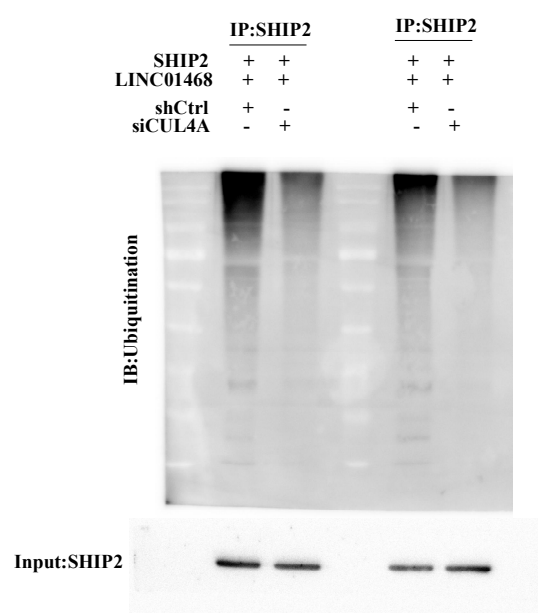 IP:SHIP2 IP:SHIP2
SHIP2 + + + +
LINC01468 + + + +
shCtrl + - + -
siCUL4A - + - +
IB:Ubiquitination
Input:SHIP2